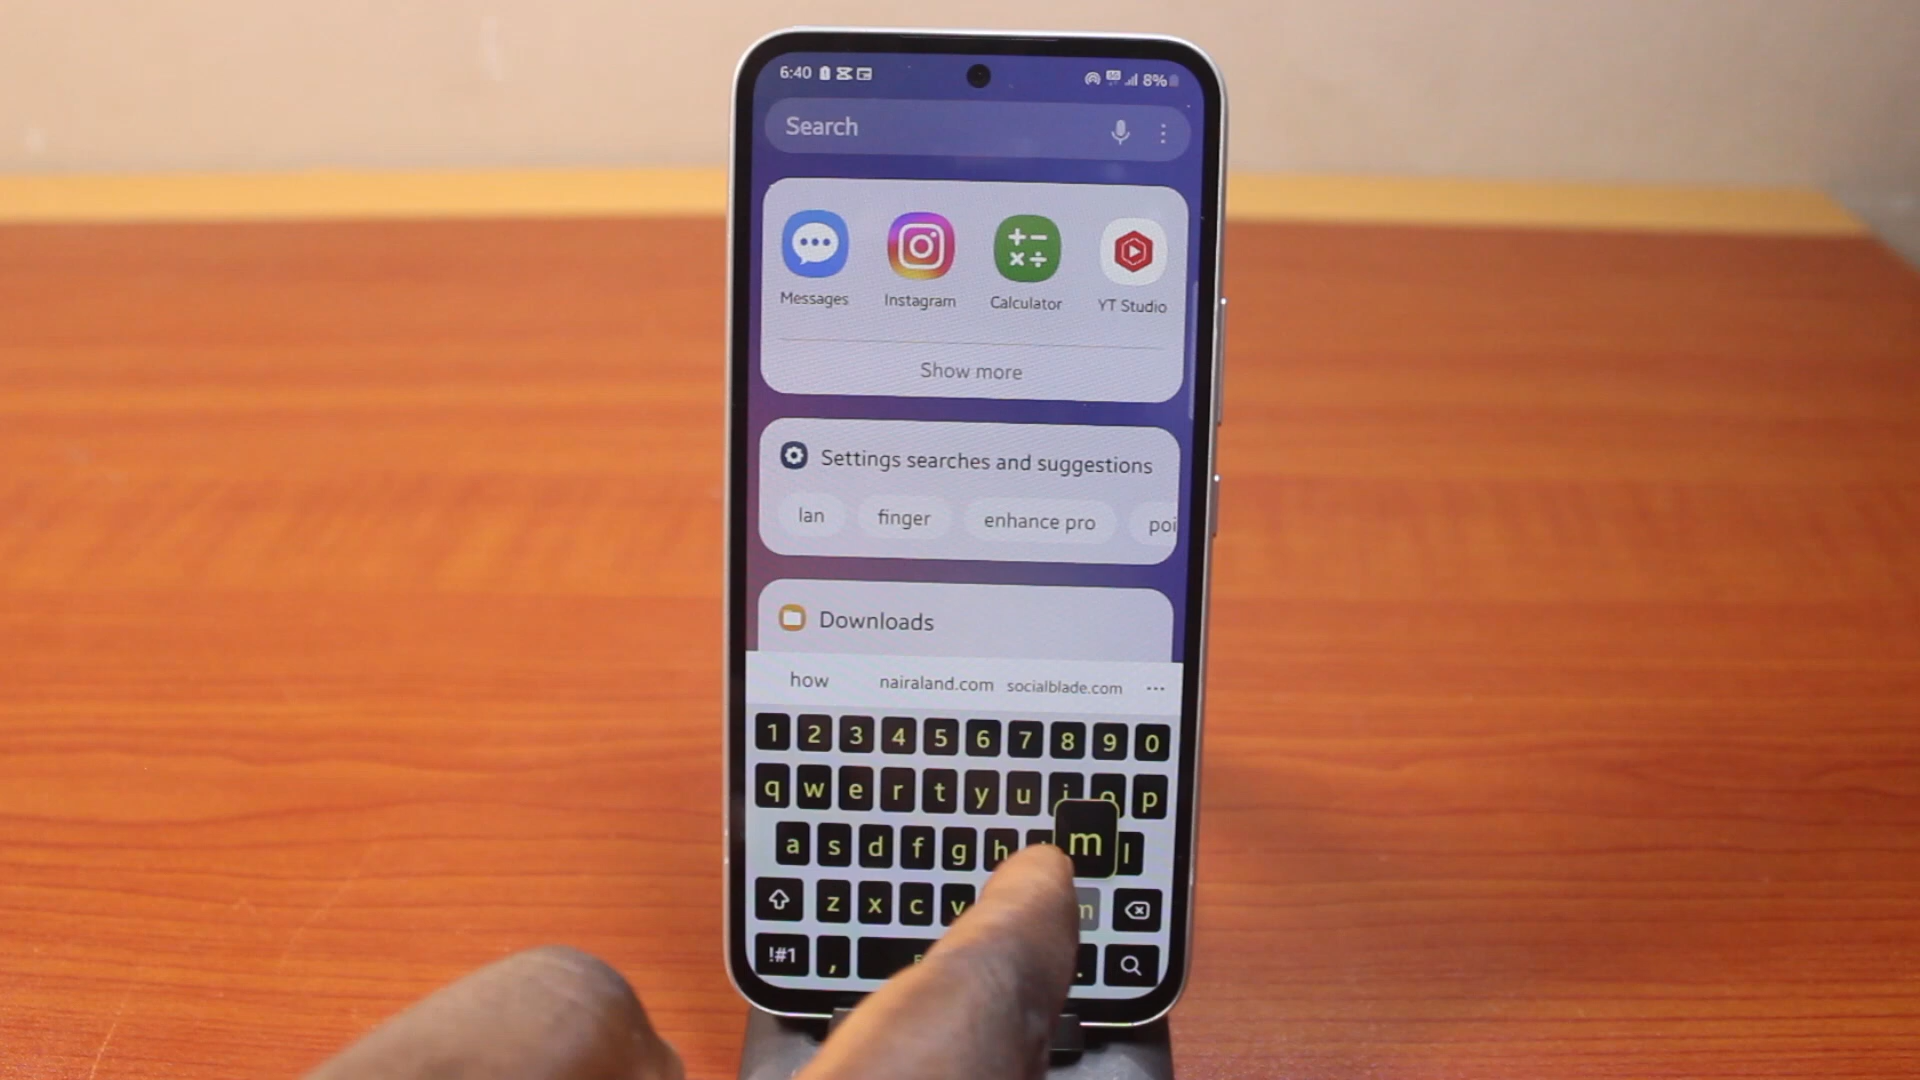 6:40 8%
Search
Messages Instagram Calculator YT Studio
Show more
Settings searches and suggestions
lan finger enhance pro poi
Downloads
how nairaland.com socialblade.com ...
1 2 3 4 5 6 7 8 9 0
q w e r t y u i o p
a s d f g h m l
z x c v m
!#1 , .